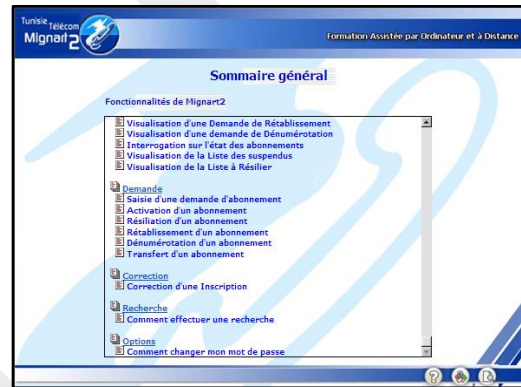 Tunisie Télécom
Mignart2
Formation Assistée par Ordinateur et à Distance
Sommaire général
Fonctionnalités de Mignart2
Visualisation d'une Demande de Rétablissement
Visualisation d'une demande de Dénumérotation
Interrogation sur l'état des abonnements
Visualisation de la Liste des suspendus
Visualisation de la Liste à Résilier
Demande
Saisie d'une demande d'abonnement
Activation d'un abonnement
Résiliation d'un abonnement
Rétablissement d'un abonnement
Dénumérotation d'un abonnement
Transfert d'un abonnement
Correction
Correction d'une Inscription
Recherche
Comment effectuer une recherche
Options
Comment changer mon mot de passe